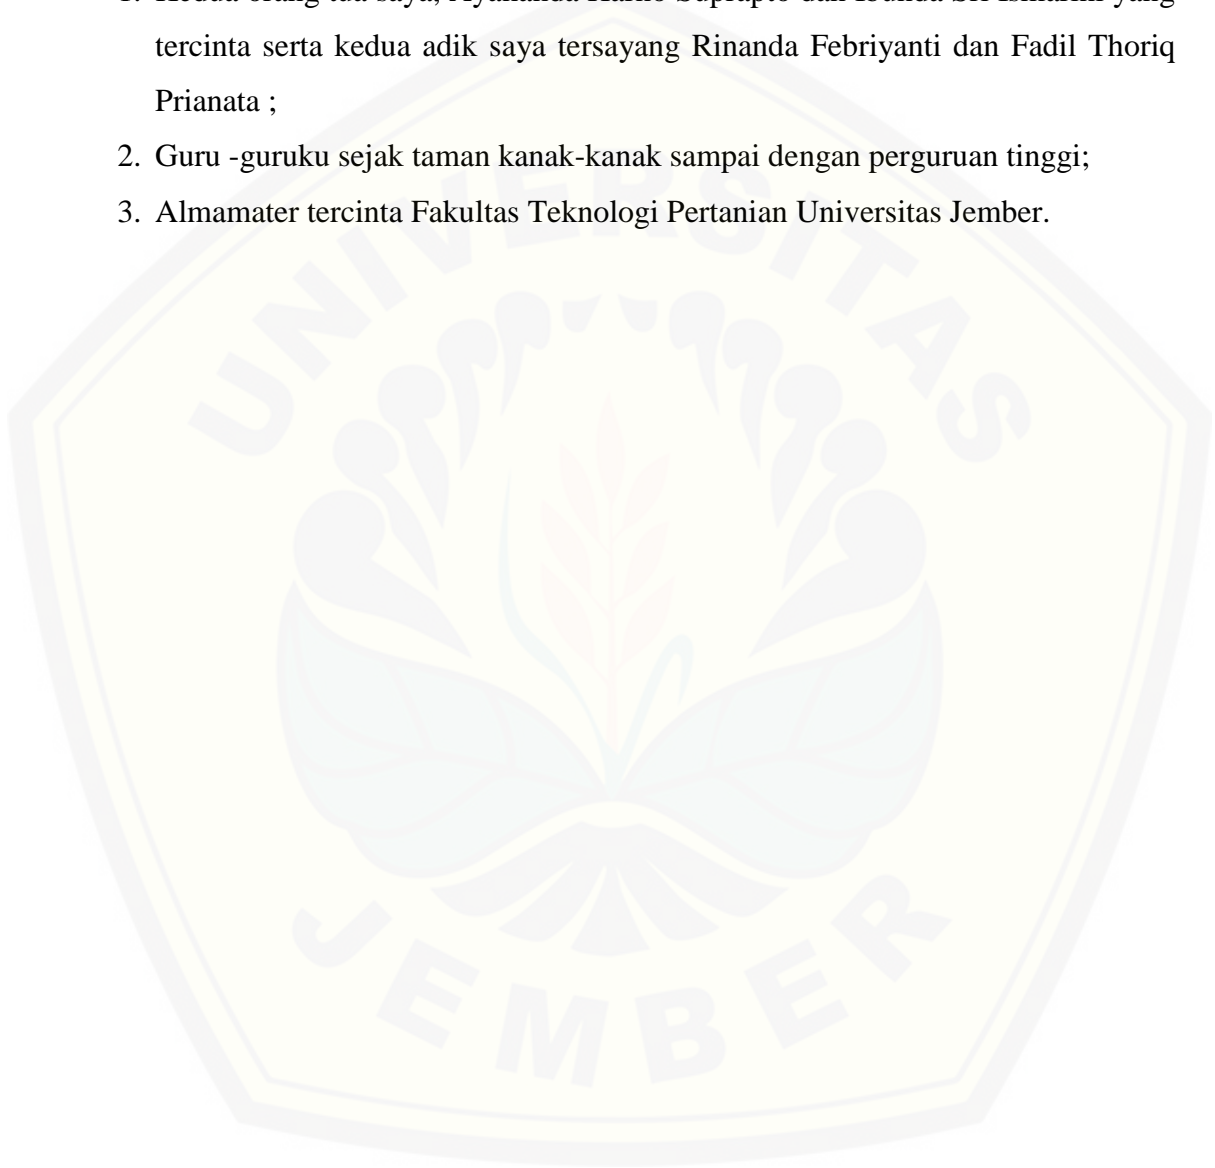 tercinta serta kedua adik saya tersayang Rinanda Febriyanti dan Fadil Thoriq
Prianata ;
2. Guru -guruku sejak taman kanak-kanak sampai dengan perguruan tinggi;
3. Almamater tercinta Fakultas Teknologi Pertanian Universitas Jember.
UNIVERSITAS
JEMBER